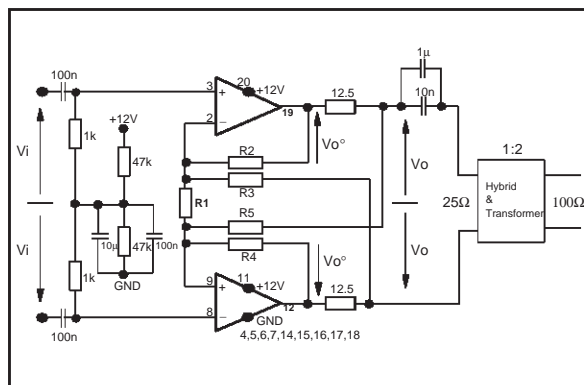 100n
1k
+12V
47k
10µ
47k
100n
GND
1k
100n
Vi
Vi
3
+
2
−
20
+12V
19
R2
R3
R1
R5
R4
9
+
8
−
11
+12V
12
GND
4,5,6,7,14,15,16,17,18
12.5
Vo°
Vo°
12.5
1µ
10n
Vo
Vo
1:2
25Ω
Hybrid
&
Transformer
100Ω